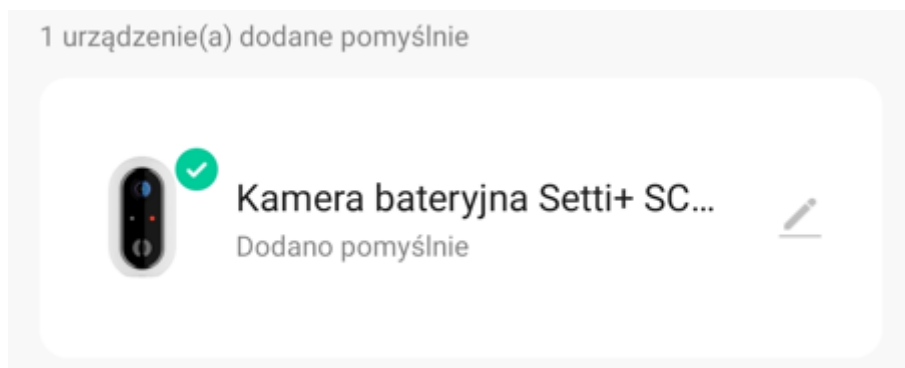 1 urządzenie(a) dodane pomyślnie
Kamera bateryjna Setti+ SC...
Dodano pomyślnie